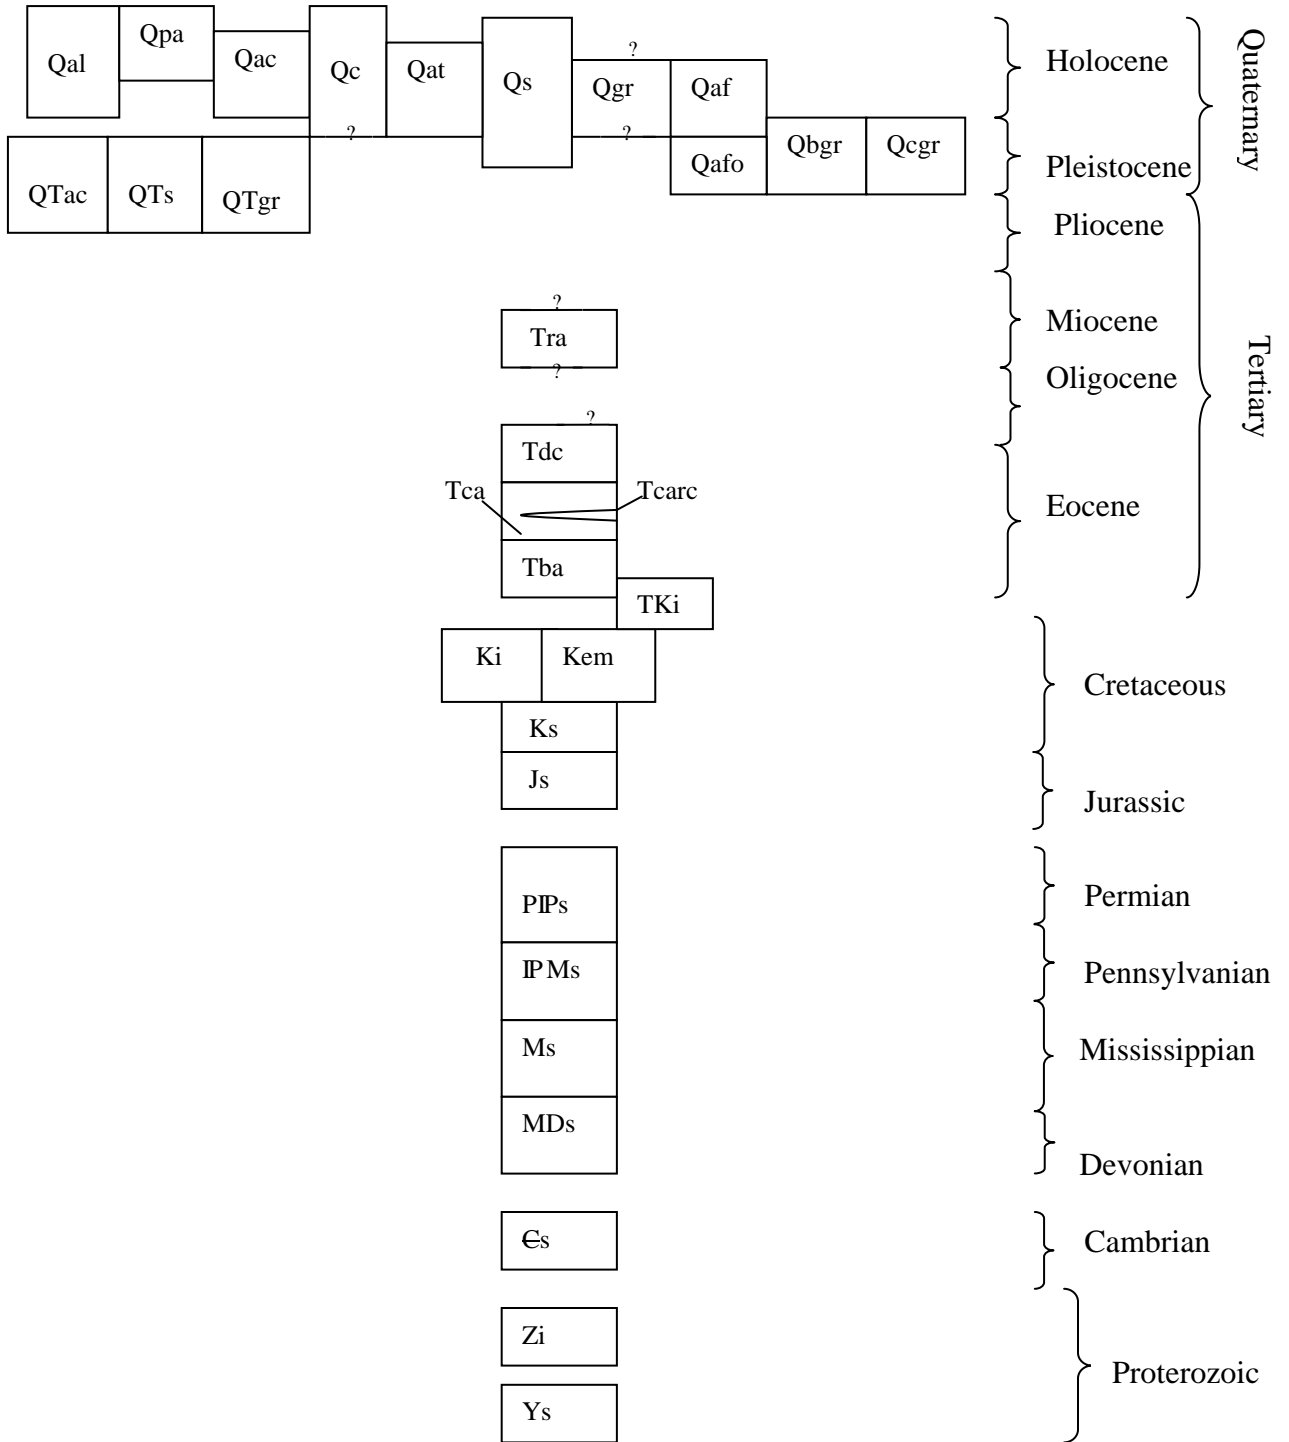 Qal
Qpa
Qac
Qc
Qat
Qs
?
Qgr
Qaf
Holocene
Quaternary
?
?
QTac
QTs
QTgr
Qafo
Qbgr
Qcgr
Pleistocene
Pliocene
?
Tra
?
Miocene
Oligocene
Tertiary
?
Tdc
Tca
Tcarc
Eocene
Tba
TKi
Ki
Kem
Cretaceous
Ks
Js
Jurassic
PIPs
Permian
IPMs
Pennsylvanian
Ms
Mississippian
MDs
Devonian
Єs
Cambrian
Zi
Proterozoic
Ys